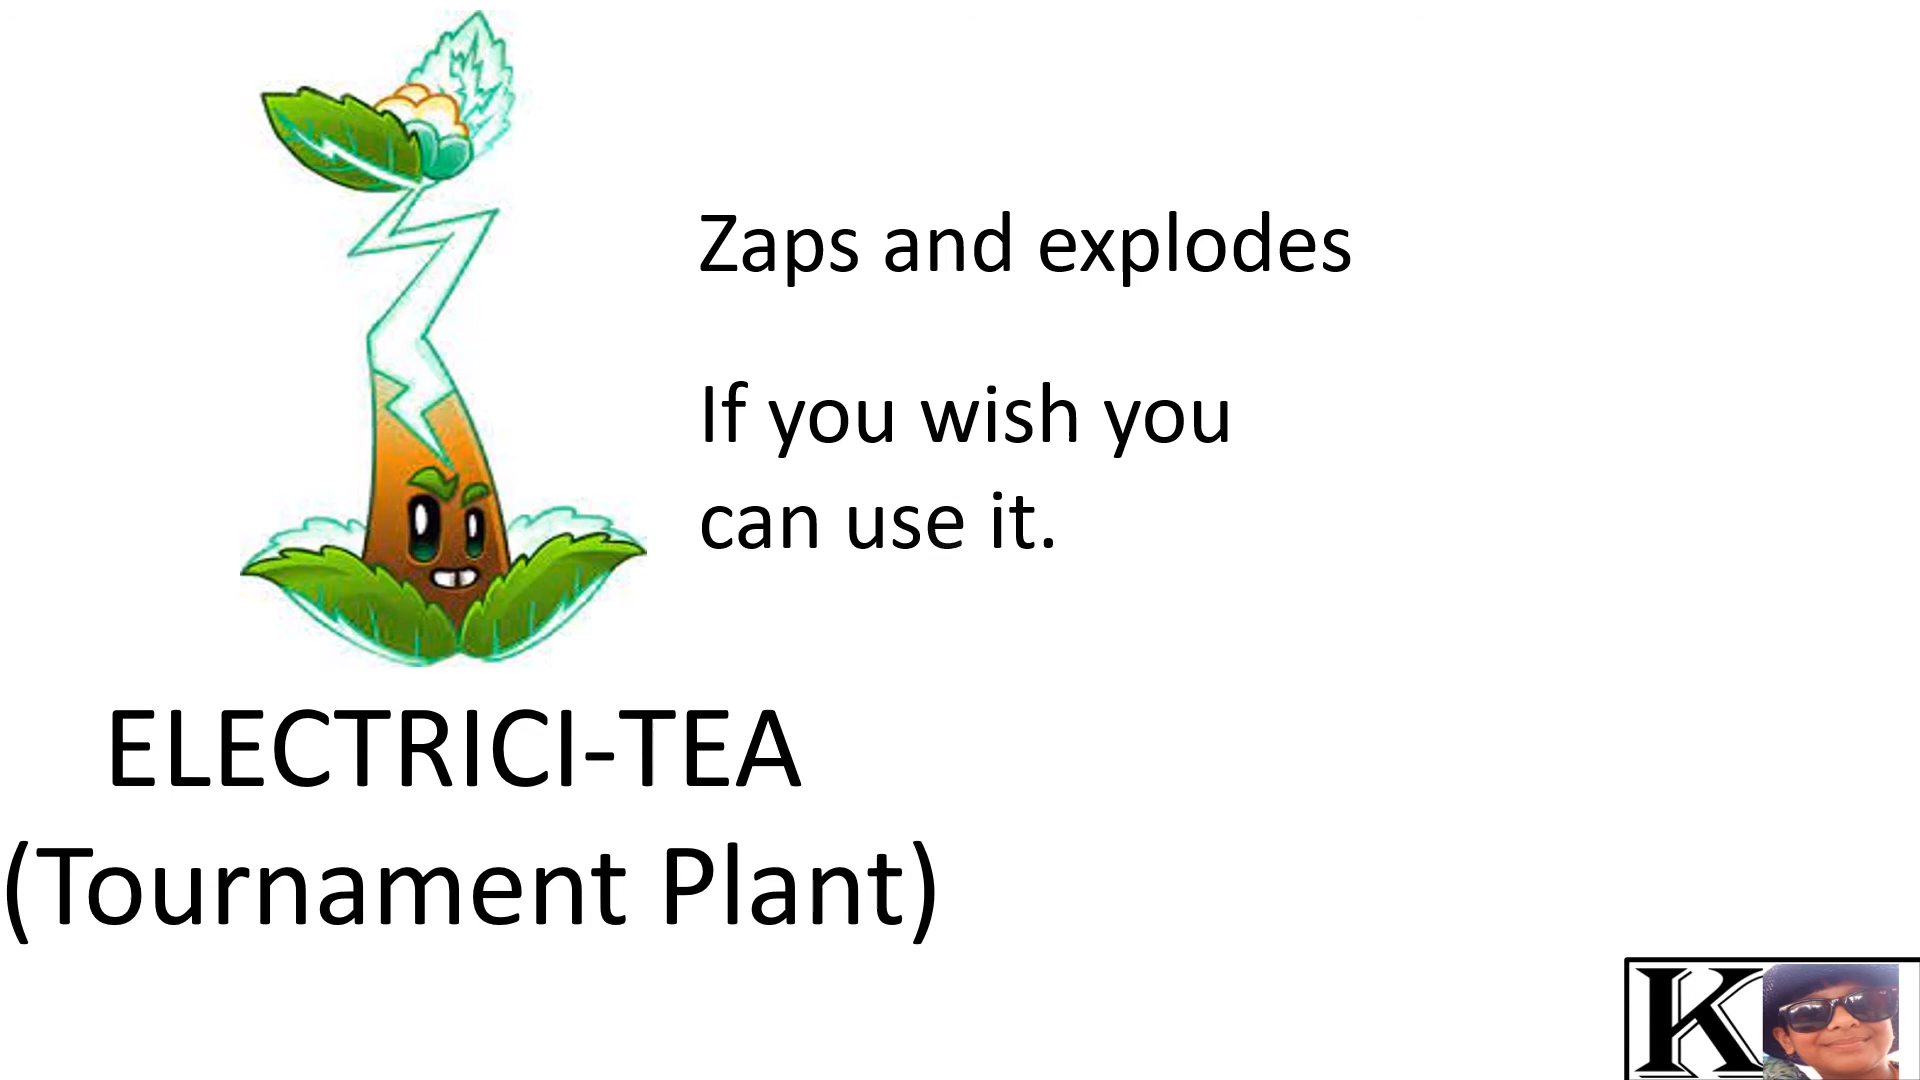 Zaps and explodes
If you wish you
can use it.
ELECTRICI-TEA
(Tournament Plant)
K